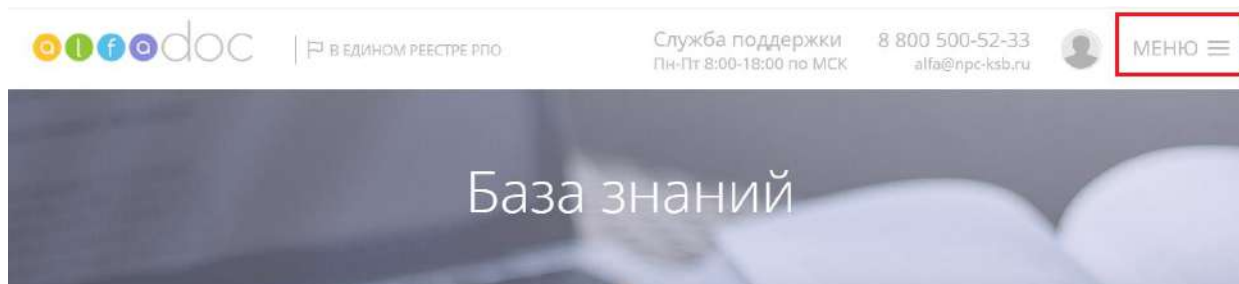 alfadoc
В ЕДИНОМ РЕЕСТРЕ РПО
Служба поддержки
Пн-Пт 8:00-18:00 по МСК
8 800 500-52-33
alfa@npc-ksb.ru
МЕНЮ
База знаний